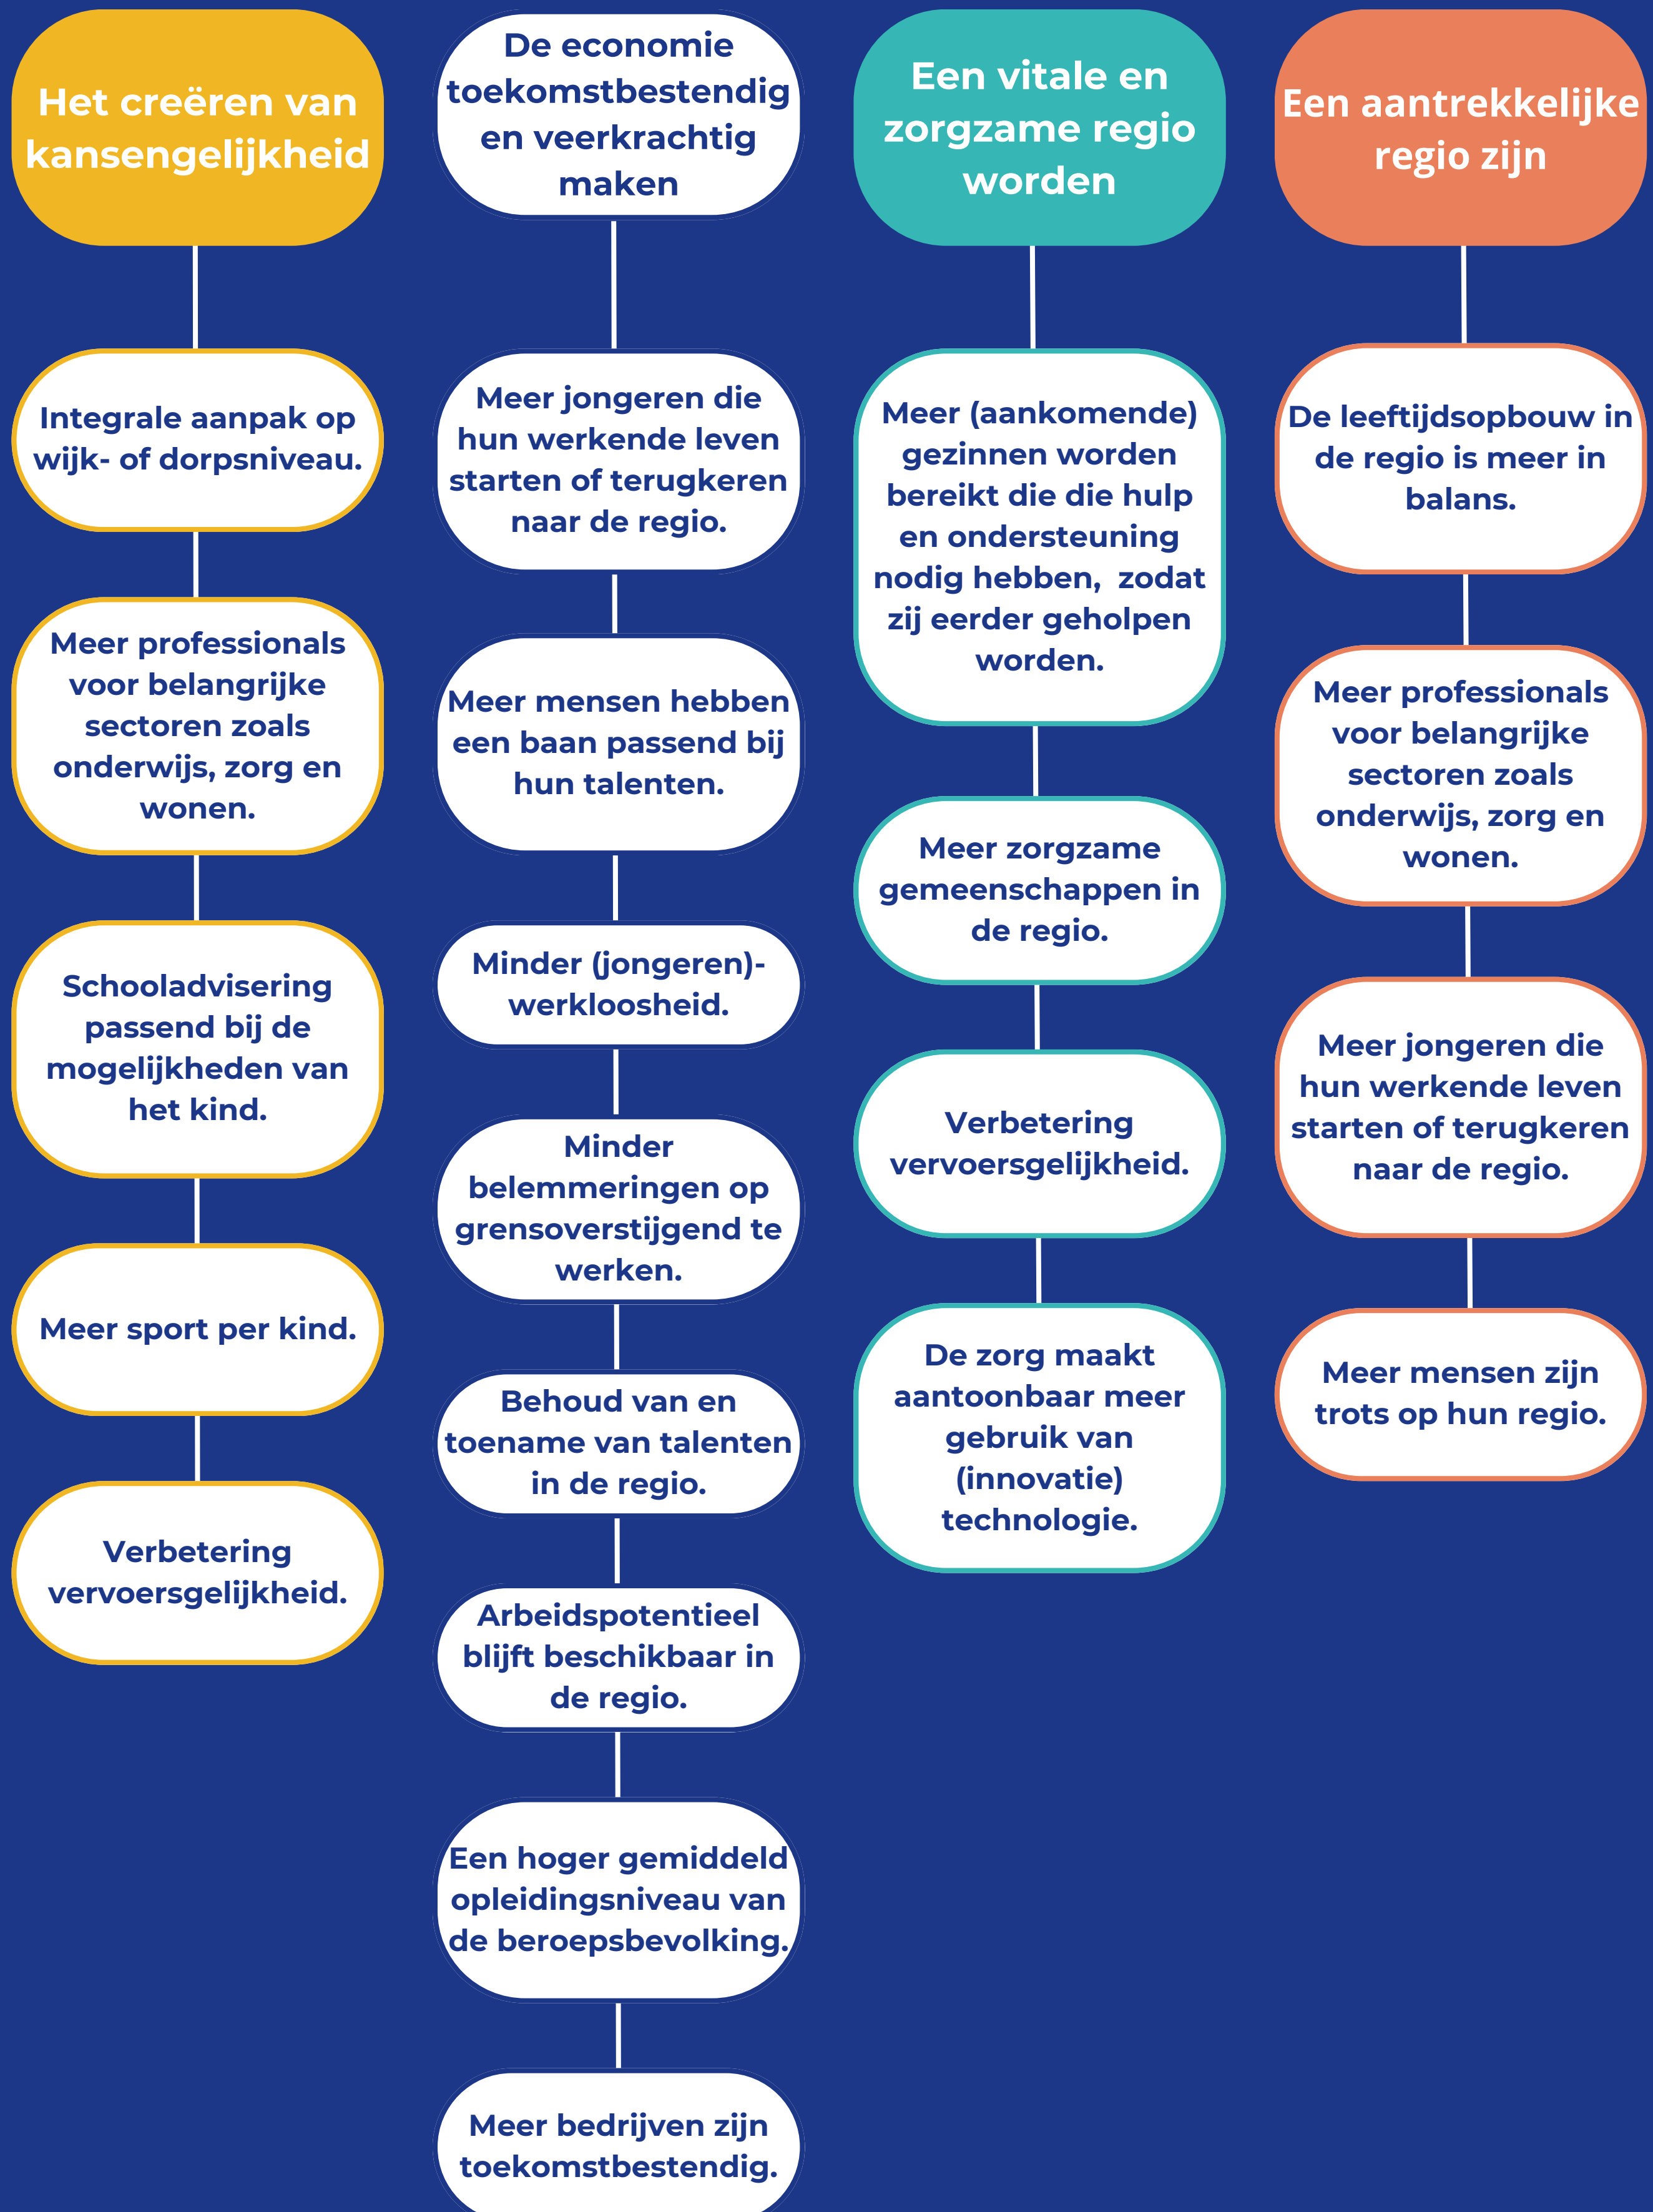 Het creëren van
kansengelijkheid
Integrale aanpak op
wijk- of dorpsniveau.
Meer professionals
voor belangrijke
sectoren zoals
onderwijs, zorg en
wonen.
Schooladvisering
passend bij de
mogelijkheden van
het kind.
Meer sport per kind.
Verbetering
vervoersgelijkheid.
De economie
toekomstbestendig
en veerkrachtig
maken
Meer jongeren die
hun werkende leven
starten of terugkeren
naar de regio.
Meer mensen hebben
een baan passend bij
hun talenten.
Minder (jongeren)-
werkloosheid.
Minder
belemmeringen op
grensoverstijgend te
werken.
Behoud van en
toename van talenten
in de regio.
Arbeidspotentieel
blijft beschikbaar in
de regio.
Een hoger gemiddeld
opleidingsniveau van
de beroepsbevolking.
Meer bedrijven zijn
toekomstbestendig.
Een vitale en
zorgzame regio
worden
Meer (aankomende)
gezinnen worden
bereikt die die hulp
en ondersteuning
nodig hebben,  zodat
zij eerder geholpen
worden.
Meer zorgzame
gemeenschappen in
de regio.
Verbetering
vervoersgelijkheid.
De zorg maakt
aantoonbaar meer
gebruik van
(innovatie)
technologie.
Een aantrekkelijke
regio zijn
De leeftijdsopbouw in
de regio is meer in
balans.
Meer professionals
voor belangrijke
sectoren zoals
onderwijs, zorg en
wonen.
Meer jongeren die
hun werkende leven
starten of terugkeren
naar de regio.
Meer mensen zijn
trots op hun regio.